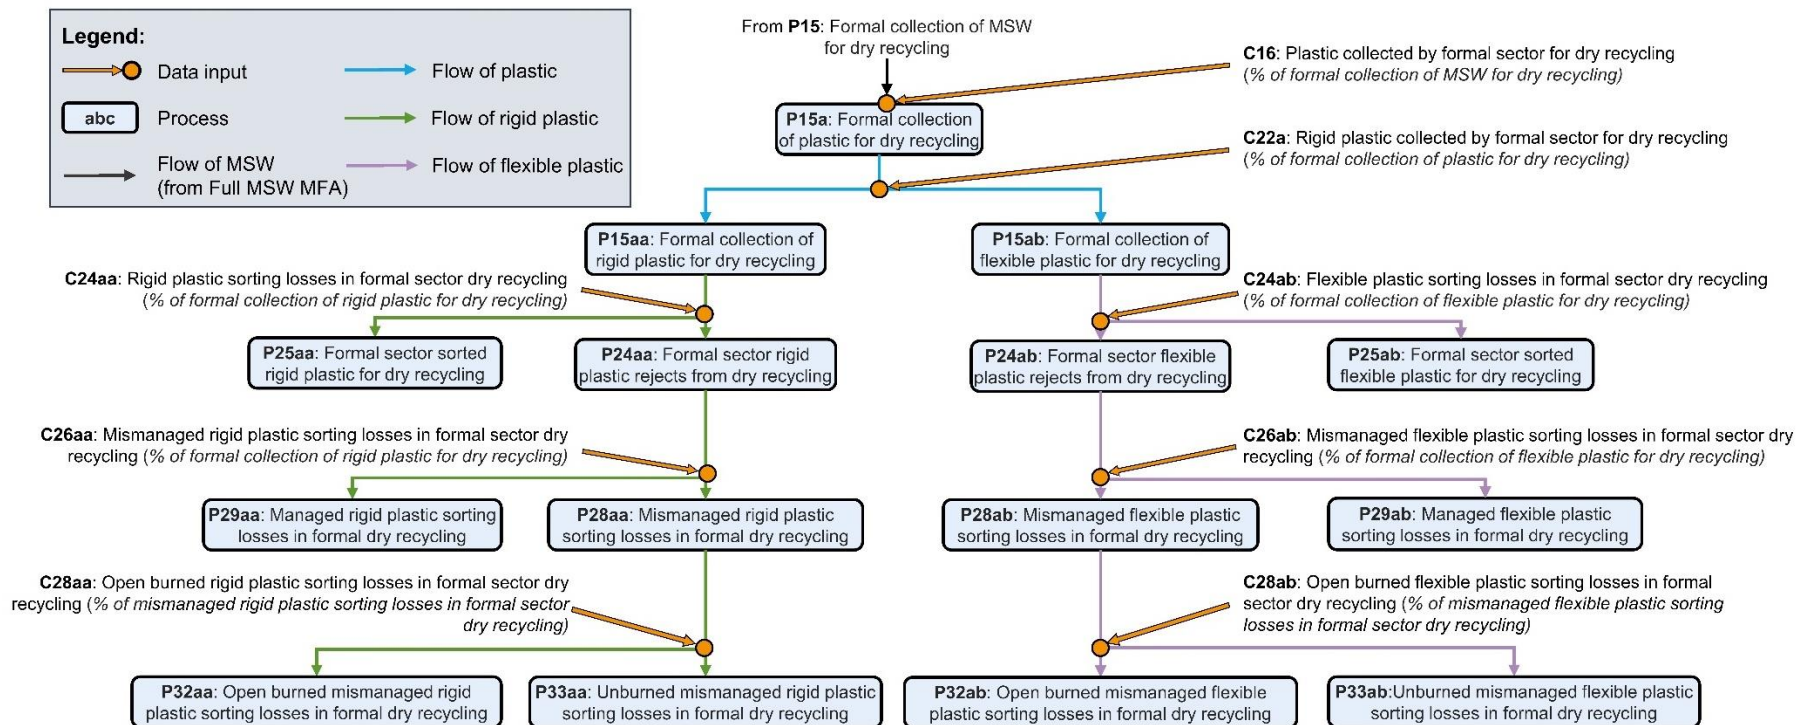 Legend:
Data input
Flow of plastic
abc
Process
Flow of rigid plastic
Flow of MSW
(from Full MSW MFA)
Flow of flexible plastic
From P15: Formal collection of MSW
for dry recycling
C16: Plastic collected by formal sector for dry recycling
(% of formal collection of MSW for dry recycling)
P15a: Formal collection
of plastic for dry recycling
C22a: Rigid plastic collected by formal sector for dry recycling
(% of formal collection of plastic for dry recycling)
P15aa: Formal collection of
rigid plastic for dry recycling
P15ab: Formal collection of
flexible plastic for dry recycling
C24aa: Rigid plastic sorting losses in formal sector dry recycling
(% of formal collection of rigid plastic for dry recycling)
C24ab: Flexible plastic sorting losses in formal sector dry recycling
(% of formal collection of flexible plastic for dry recycling)
P25aa: Formal sector sorted
rigid plastic for dry recycling
P24aa: Formal sector rigid
plastic rejects from dry recycling
P24ab: Formal sector flexible
plastic rejects from dry recycling
P25ab: Formal sector sorted
flexible plastic for dry recycling
C26aa: Mismanaged rigid plastic sorting losses in formal sector dry
recycling (% of formal collection of rigid plastic for dry recycling)
C26ab: Mismanaged flexible plastic sorting losses in formal sector dry
recycling (% of formal collection of flexible plastic for dry recycling)
P29aa: Managed rigid plastic sorting
losses in formal dry recycling
P28aa: Mismanaged rigid plastic
sorting losses in formal dry recycling
P28ab: Mismanaged flexible plastic
sorting losses in formal dry recycling
P29ab: Managed flexible plastic
sorting losses in formal dry recycling
C28aa: Open burned rigid plastic sorting losses in formal sector dry
recycling (% of mismanaged rigid plastic sorting losses in formal sector
dry recycling)
C28ab: Open burned flexible plastic sorting losses in formal
sector dry recycling (% of mismanaged flexible plastic sorting
losses in formal sector dry recycling)
P32aa: Open burned mismanaged rigid
plastic sorting losses in formal dry recycling
P33aa: Unburned mismanaged rigid plastic
sorting losses in formal dry recycling
P32ab: Open burned mismanaged flexible
plastic sorting losses in formal dry recycling
P33ab:Unburned mismanaged flexible plastic
sorting losses in formal dry recycling